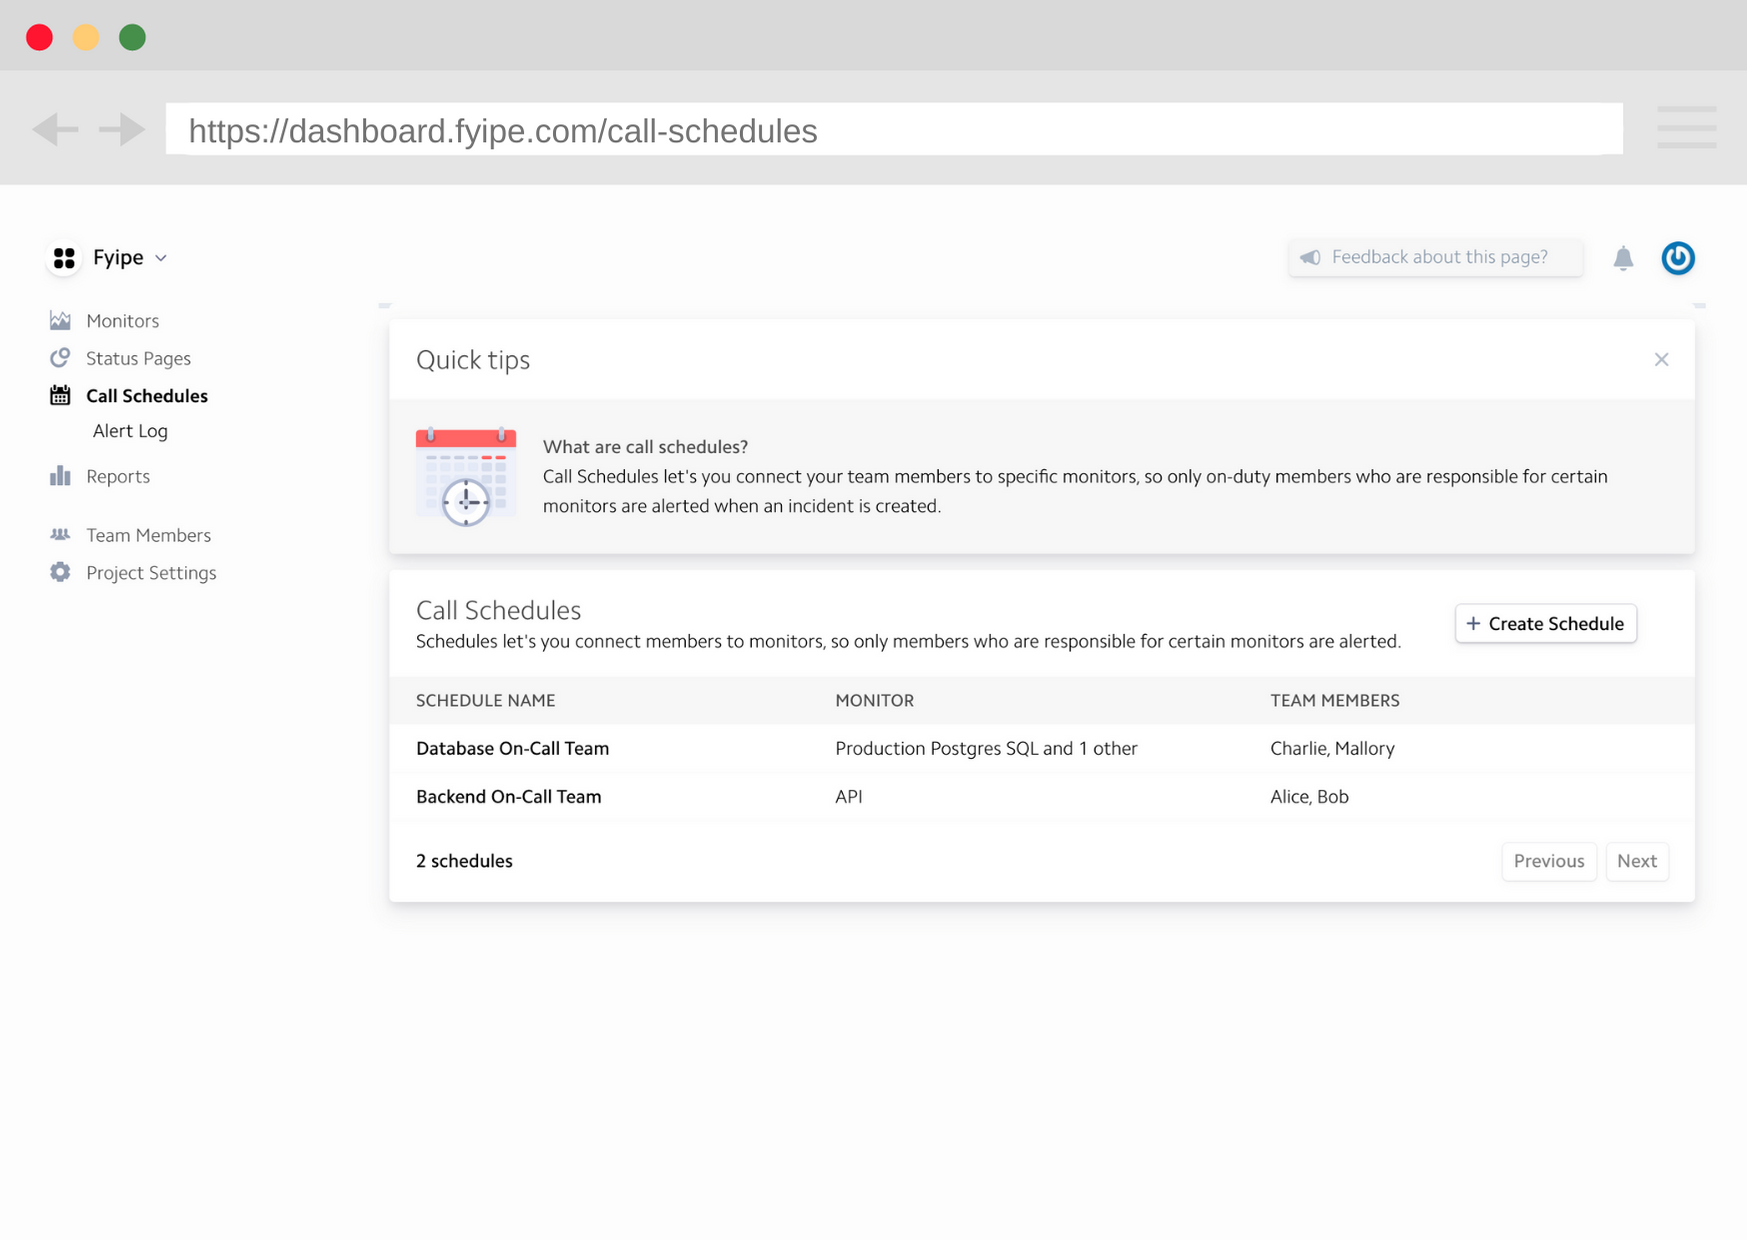 https://dashboard.fyipe.com/call-schedules
Fyipe
Feedback about this page?
Monitors
Status Pages
Call Schedules
Alert Log
Reports
Team Members
Project Settings
Quick tips
What are call schedules?
Call Schedules let's you connect your team members to specific monitors, so only on-duty members who are responsible for certain
monitors are alerted when an incident is created.
Call Schedules
Schedules let's you connect members to monitors, so only members who are responsible for certain monitors are alerted.
+ Create Schedule
SCHEDULE NAME MONITOR TEAM MEMBERS
Database On-Call Team Production Postgres SQL and 1 other Charlie, Mallory
Backend On-Call Team API Alice, Bob
2 schedules
Previous Next